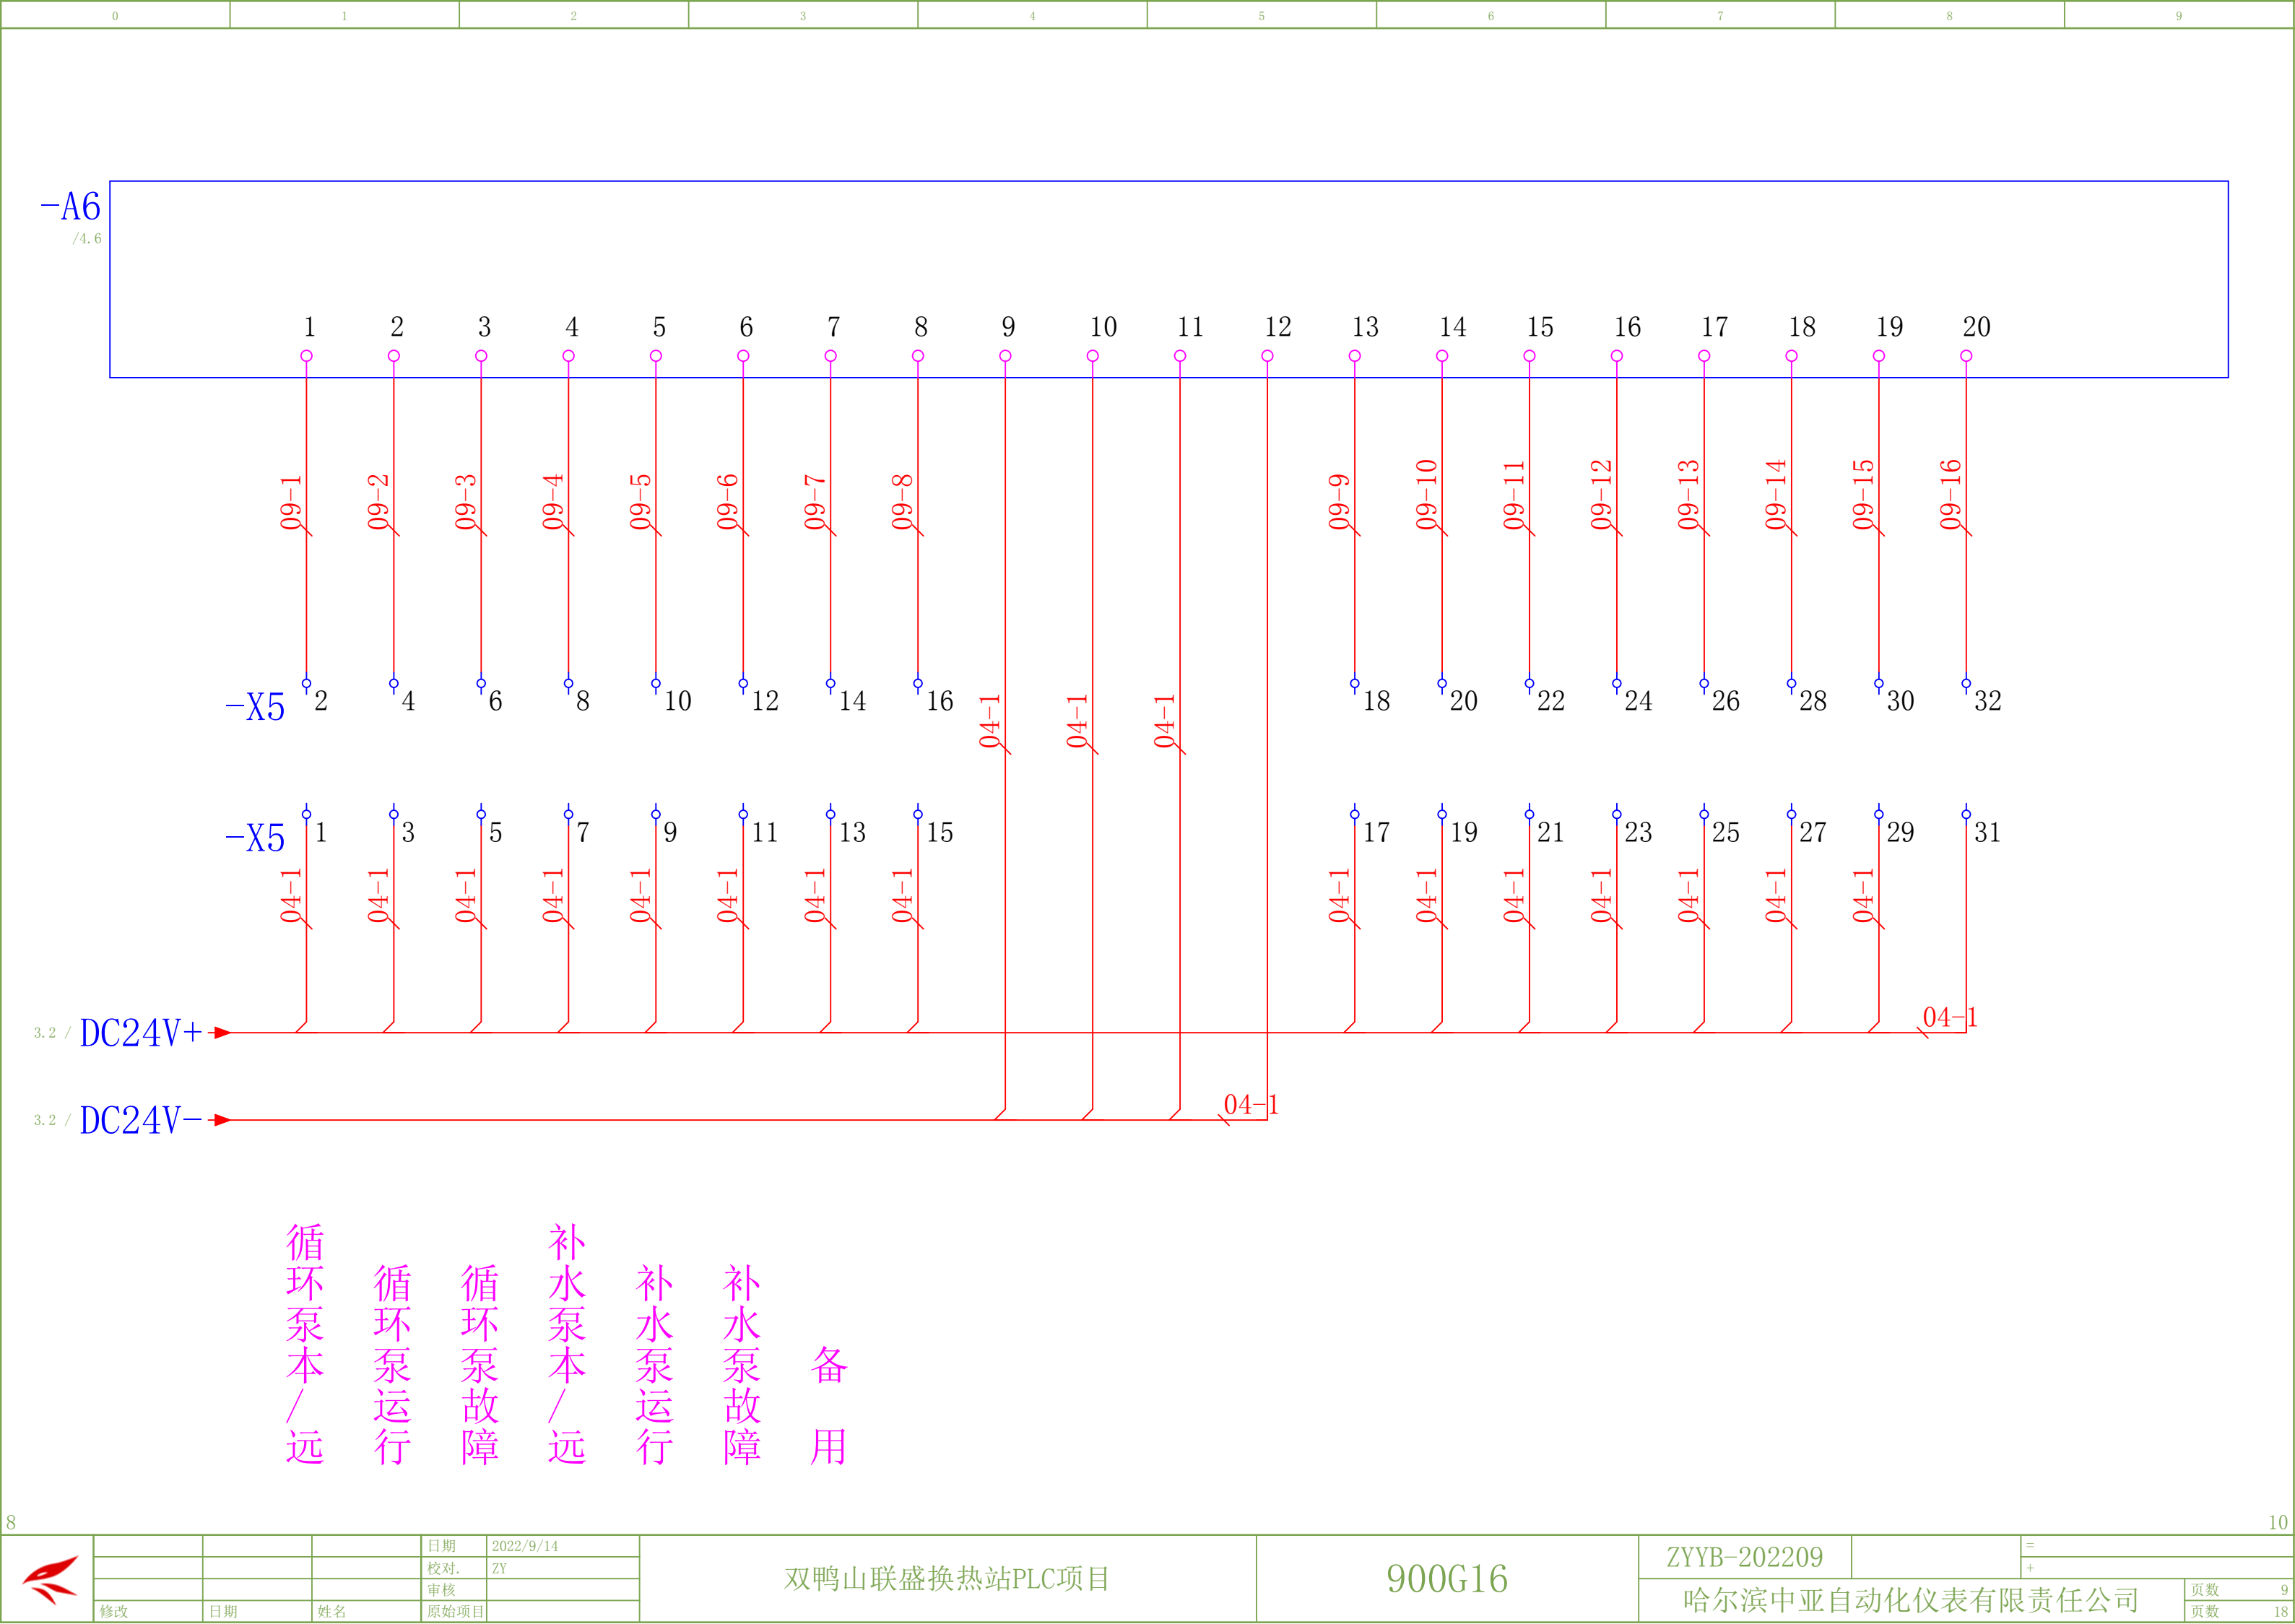 0 1 2 3 4 5 6 7 8 9
-A6
/4.6
1 2 3 4 5 6 7 8 9 10 11 12 13 14 15 16 17 18 19 20
09-1 09-2 09-3 09-4 09-5 09-6 09-7 09-8 09-9 09-10 09-11 09-12 09-13 09-14 09-15 09-16
-X5 2 4 6 8 10 12 14 16 18 20 22 24 26 28 30 32
04-1 04-1 04-1
-X5 1 3 5 7 9 11 13 15 17 19 21 23 25 27 29 31
04-1 04-1 04-1 04-1 04-1 04-1 04-1 04-1 04-1 04-1 04-1 04-1 04-1 04-1 04-1
3.2 / DC24V+ 04-1
3.2 / DC24V- 04-1
循环泵本/远
循环泵运行
循环泵故障
补水泵本/远
补水泵运行
补水泵故障
备用
8 10
日期 2022/9/14
校对. ZY
审核
修改 日期 姓名 原始项目
双鸭山联盛换热站PLC项目
900G16
ZYYB-202209
=
+
哈尔滨中亚自动化仪表有限责任公司
页数 9
页数 18